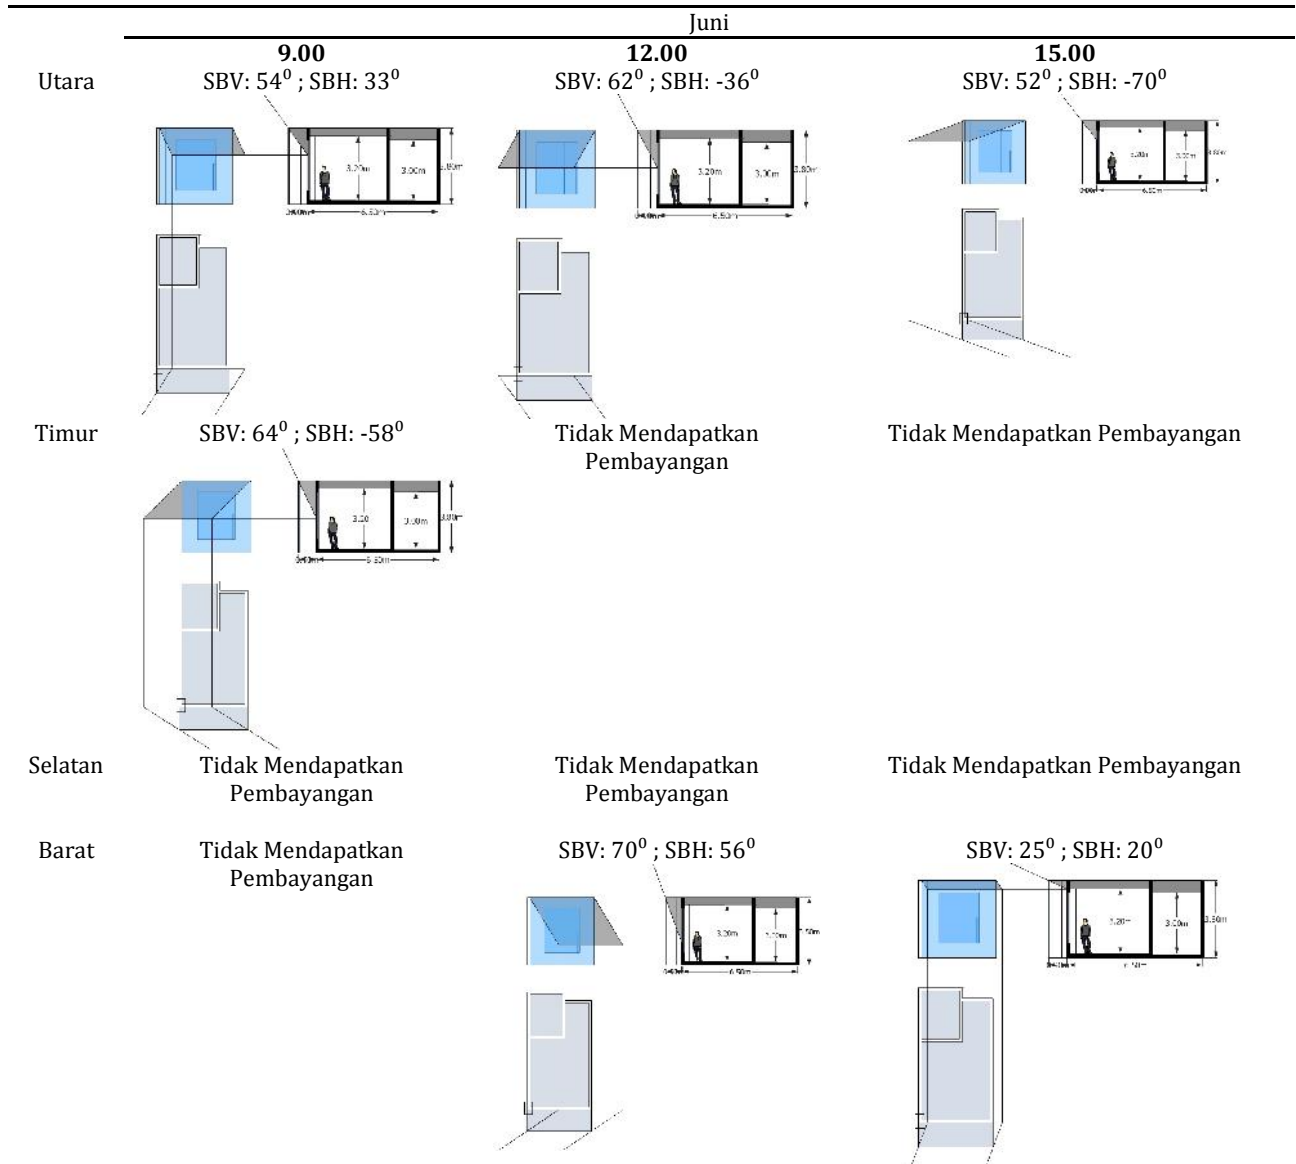 Juni
9.00 12.00 15.00
Utara SBV: 54⁰ ; SBH: 33⁰ SBV: 62⁰ ; SBH: -36⁰ SBV: 52⁰ ; SBH: -70⁰
3.20m 3.00m
6.50m
3.20m 3.00m 3.80m
6.50m
Timur SBV: 64⁰ ; SBH: -58⁰ Tidak Mendapatkan Tidak Mendapatkan Pembayangan
Pembayangan
3.20 3.00m
Selatan Tidak Mendapatkan Tidak Mendapatkan Tidak Mendapatkan Pembayangan
Pembayangan Pembayangan
Barat Tidak Mendapatkan SBV: 70⁰ ; SBH: 56⁰ SBV: 25⁰ ; SBH: 20⁰
Pembayangan
3.20m
6.50m